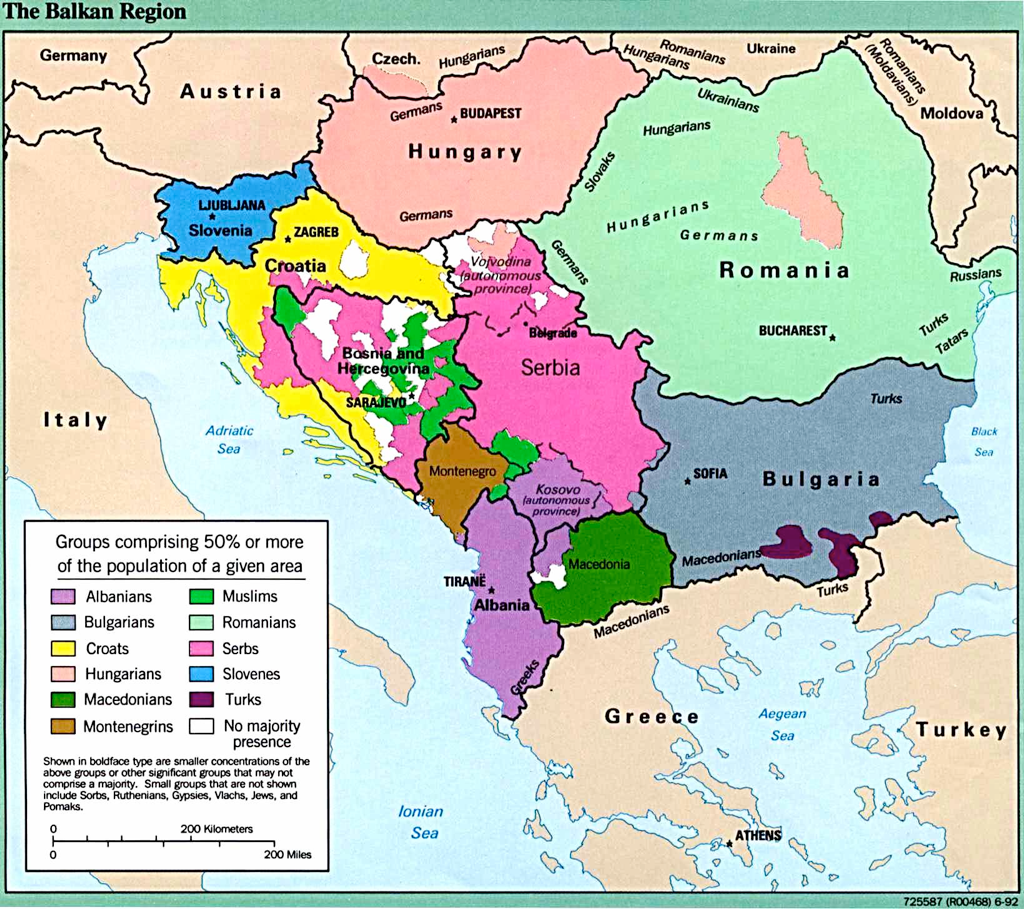 The Balkan Region
Germany
Czech.
Hungarians
Romanians
Hungarians
Ukraine
Romanians
(Moldavians)
Moldova
Austria
Germans
BUDAPEST
Hungary
Germans
Ukrainians
Hungarians
Slovaks
Hungarians
Germans
Romania
Germans
Russians
BUCHAREST
Turks
Tatars
LJUBLJANA
Slovenia
ZAGREB
Croatia
Vojvodina
(autonomous
province)
Belgrade
Serbia
Bosnia and
Hercegovina
SARAJEVO
Italy
Adriatic
Sea
Montenegro
Kosovo
(autonomous
province)
Turks
Black
Sea
SOFIA
Bulgaria
Macedonians
Turks
Macedonia
Macedonians
TIRANË
Albania
Greeks
Greece
Aegean
Sea
Turkey
Ionian
Sea
ATHENS
Groups comprising 50% or more
of the population of a given area
Albanians
Muslims
Bulgarians
Romanians
Croats
Serbs
Hungarians
Slovenes
Macedonians
Turks
Montenegrins
No majority
presence
Shown in boldface type are smaller concentrations of the
above groups or other significant groups that may not
comprise a majority. Small groups that are not shown
include Sorbs, Ruthenians, Gypsies, Vlachs, Jews, and
Pomaks.
0 200 Kilometers
0 200 Miles
725587 (R00468) 6-92